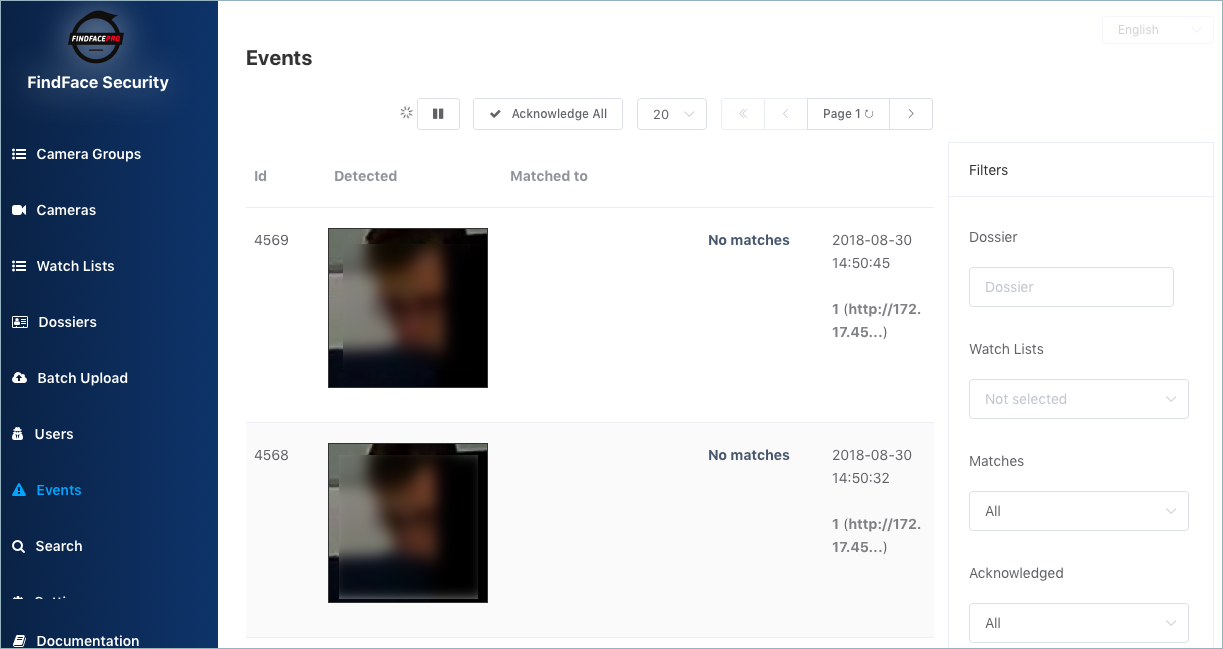 FINDFACEPRO
FindFace Security
Camera Groups
Cameras
Watch Lists
Dossiers
Batch Upload
Users
Events
Search
Documentation
English
Events
Acknowledge All
20
Page 1
Id
Detected
Matched to
4569
No matches
2018-08-30
14:50:45
1 (http://172.
17.45...)
4568
No matches
2018-08-30
14:50:32
1 (http://172.
17.45...)
Filters
Dossier
Dossier
Watch Lists
Not selected
Matches
All
Acknowledged
All